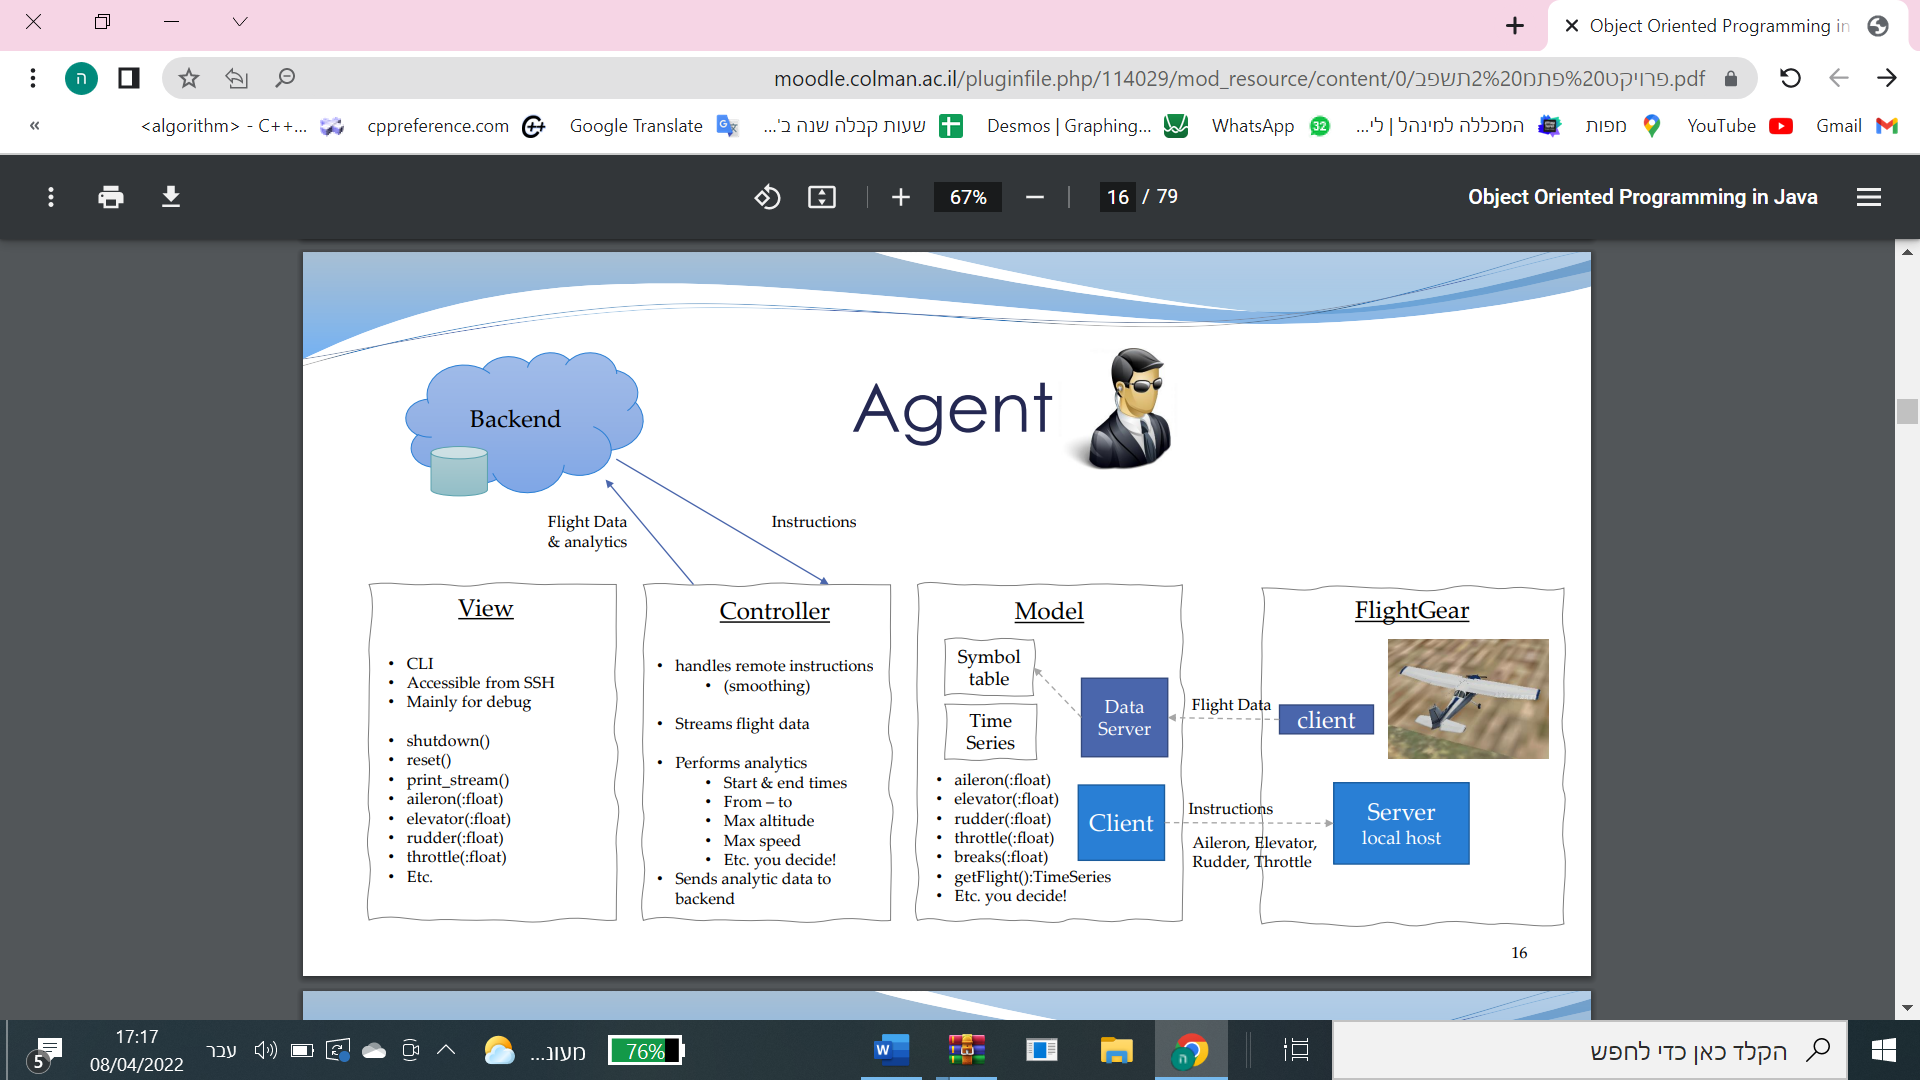 Object Oriented Programming in
moodle.colman.ac.il/pluginfile.php/114029/mod_resource/content/0/פרויקט%20פתמ%202תשפב.pdf
ה
«
<algorithm> - C++...
cppreference.com
Google Translate
שעות קבלה שנה ב'...
Desmos | Graphing...
WhatsApp
32
המכללה למינהל | לי...
מפות
YouTube
Gmail
67%
16 / 79
Object Oriented Programming in Java
Backend
Agent
Flight Data
& analytics
Instructions
View
• CLI
• Accessible from SSH
• Mainly for debug
• shutdown()
• reset()
• print_stream()
• aileron(:float)
• elevator(:float)
• rudder(:float)
• throttle(:float)
• Etc.
Controller
• handles remote instructions
• (smoothing)
• Streams flight data
• Performs analytics
• Start & end times
• From – to
• Max altitude
• Max speed
• Etc. you decide!
• Sends analytic data to
backend
Model
Symbol
table
Time
Series
Data
Server
• aileron(:float)
• elevator(:float)
• rudder(:float)
• throttle(:float)
• breaks(:float)
• getFlight():TimeSeries
• Etc. you decide!
Client
Flight Data
Instructions
Aileron, Elevator,
Rudder, Throttle
FlightGear
client
Server
local host
16
5
17:17
08/04/2022
עבר
מעונ...
76%
W
ה
הקלד כאן כדי לחפש